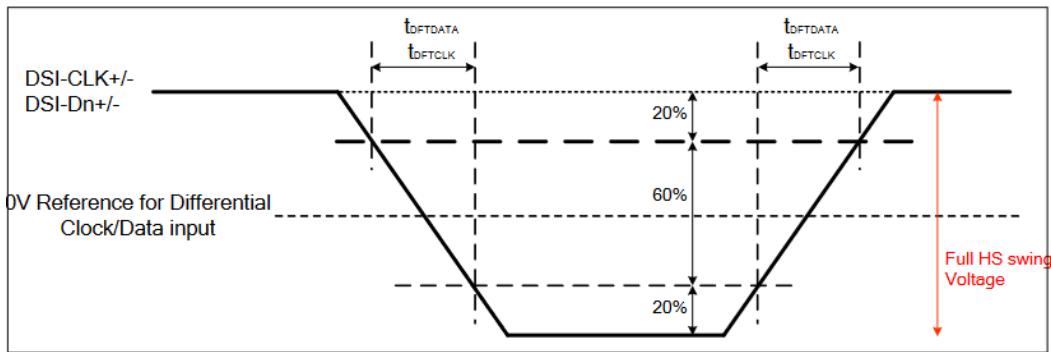 tDFTDATA
tDFTCLK
tDFTDATA
tDFTCLK
DSI-CLK+/-
DSI-Dn+/-
20%
60%
0V Reference for Differential
Clock/Data input
Full HS swing
Voltage
20%